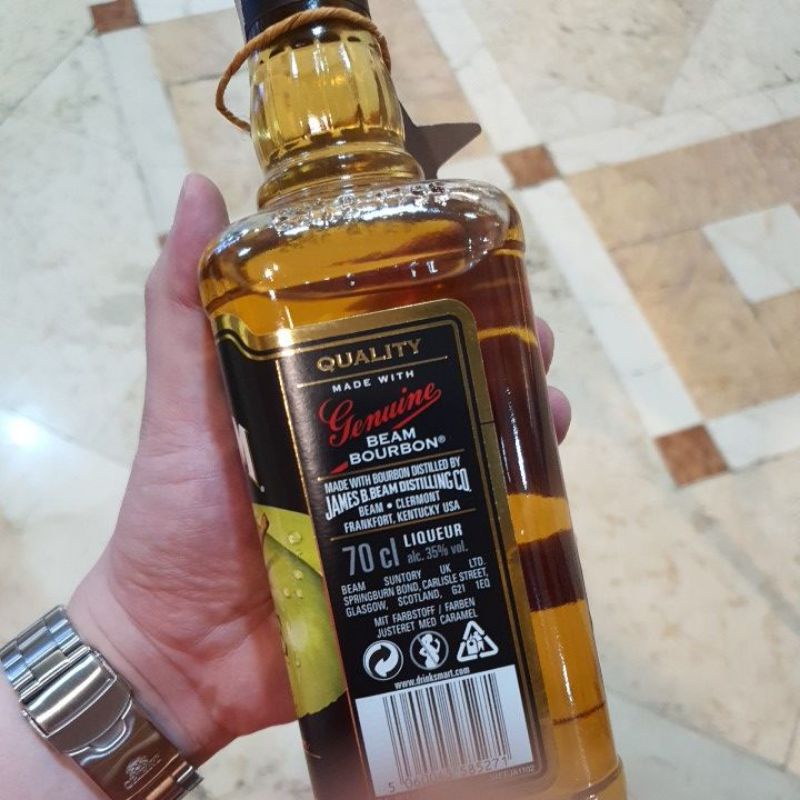 QUALITY
MADE WITH
Genuine
BEAM
BOURBON®
MADE WITH BOURBON DISTILLED BY
JAMES B. BEAM DISTILLING CO.
BEAM • CLERMONT
FRANKFORT, KENTUCKY USA
LIQUEUR
70 cl alc. 35% vol.
BEAM SUNTORY UK LTD.
SPRINGBURN BOND, CARLISLE STREET,
GLASGOW, SCOTLAND, G21 1EQ
MIT FARBSTOFF / FARBEN
JUSTERET MED CARAMEL
www.drinksmart.com